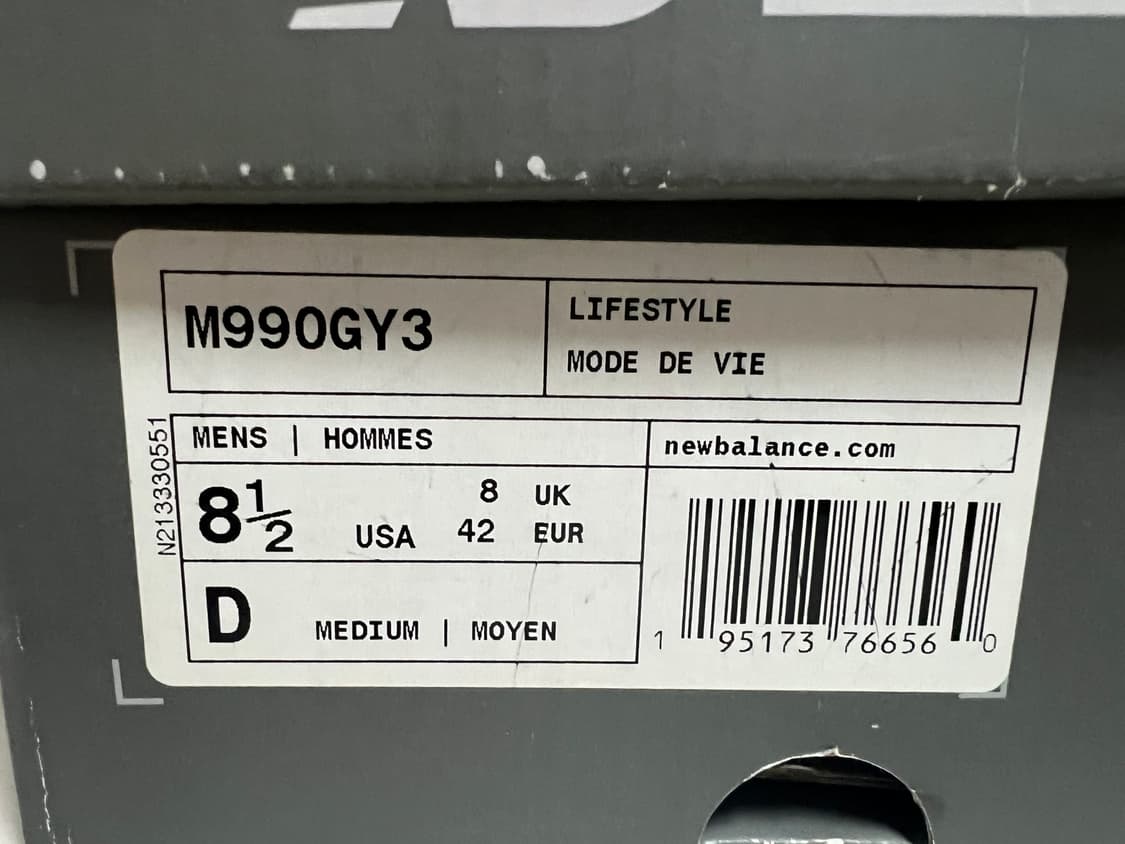 M990GY3
LIFESTYLE
MODE DE VIE
N213330551
MENS | HOMMES
newbalance.com
8½ USA
8 UK
42 EUR
D MEDIUM | MOYEN
1 95173 76656 0